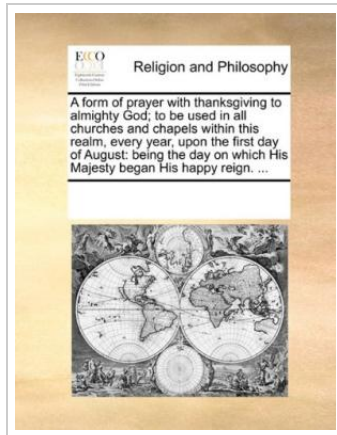 ECCO
Religion and Philosophy
A form of prayer with thanksgiving to
almighty God; to be used in all
churches and chapels within this
realm, every year, upon the first day
of August: being the day on which His
Majesty began His happy reign. ...